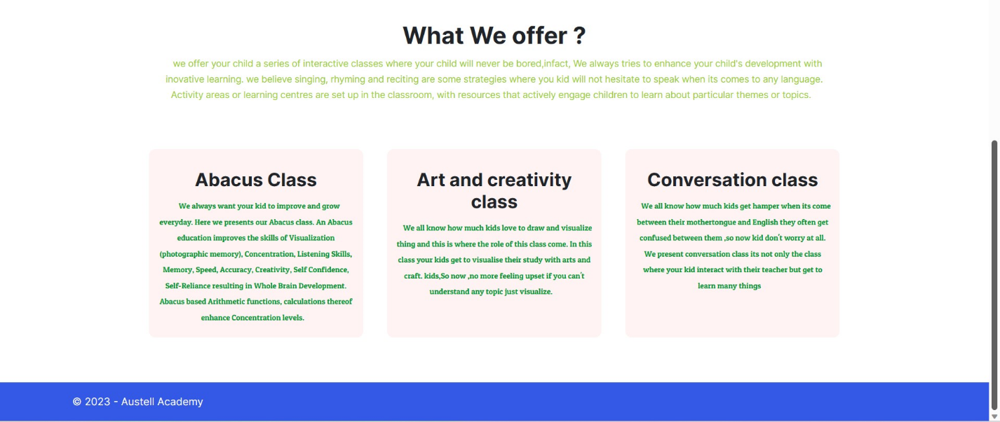 What We offer ?
we offer your child a series of interactive classes where your child will never be bored,infact, We always tries to enhance your child's development with
inovative learning. we believe singing, rhyming and reciting are some strategies where you kid will not hesitate to speak when its comes to any language.
Activity areas or learning centres are set up in the classroom, with resources that actively engage children to learn about particular themes or topics.
Abacus Class
We always want your kid to improve and grow
everyday. Here we presents our Abacus class. An Abacus
education improves the skills of Visualization
(photographic memory), Concentration, Listening Skills,
Memory, Speed, Accuracy, Creativity, Self Confidence,
Self-Reliance resulting in Whole Brain Development.
Abacus based Arithmetic functions, calculations thereof
enhance Concentration levels.
Art and creativity
class
We all know how much kids love to draw and visualize
thing and this is where the role of this class come. In this
class your kids get to visualise their study with arts and
craft. kids,So now ,no more feeling upset if you can't
understand any topic just visualize.
Conversation class
We all know how much kids get hamper when its come
between their mothertongue and English they often get
confused between them ,so now kid don't worry at all.
We present conversation class its not only the class
where your kid interact with their teacher but get to
learn many things
© 2023 - Austell Academy